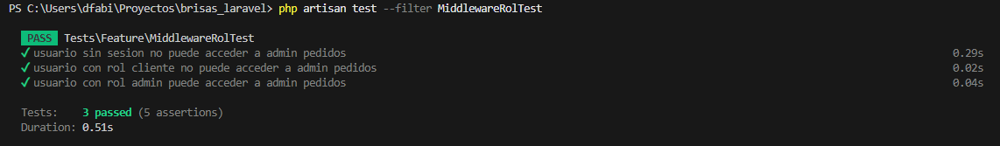 PS C:\Users\dfabi\Proyectos\brisas_laravel> php artisan test --filter MiddlewareRolTest
PASS Tests\Feature\MiddlewareRolTest
✓ usuario sin sesion no puede acceder a admin pedidos 0.29s
✓ usuario con rol cliente no puede acceder a admin pedidos 0.02s
✓ usuario con rol admin puede acceder a admin pedidos 0.04s
Tests: 3 passed (5 assertions)
Duration: 0.51s